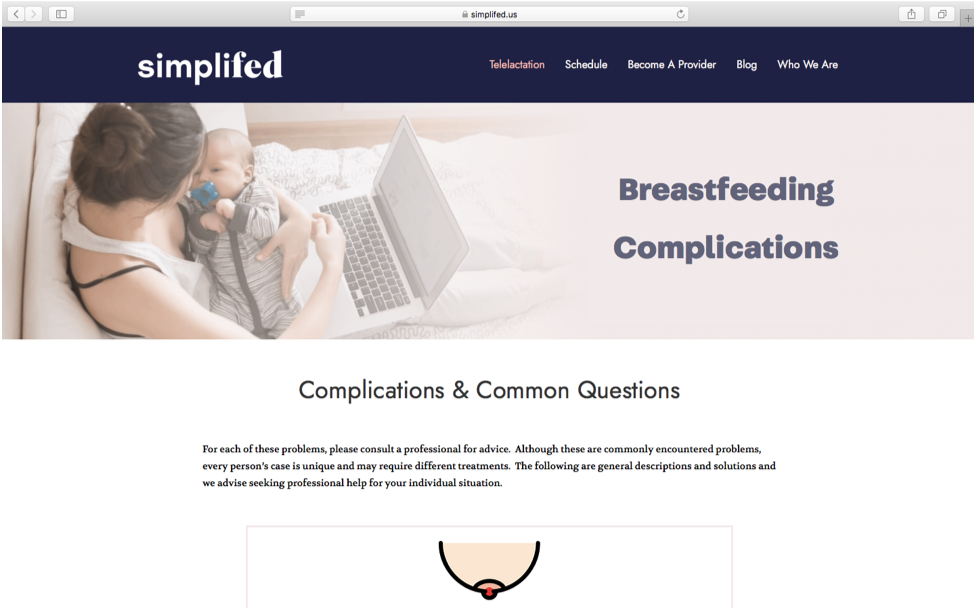 simplifed.us
simplifed
Telelactation Schedule Become A Provider Blog Who We Are
Breastfeeding
Complications
Complications & Common Questions
For each of these problems, please consult a professional for advice. Although these are commonly encountered problems,
every person's case is unique and may require different treatments. The following are general descriptions and solutions and
we advise seeking professional help for your individual situation.